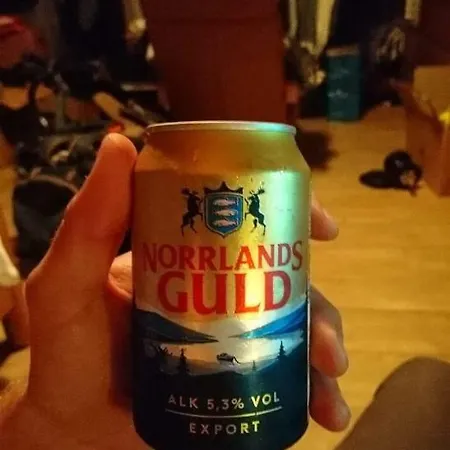 NORRLANDS
GULD
ALK 5,3% VOL
EXPORT